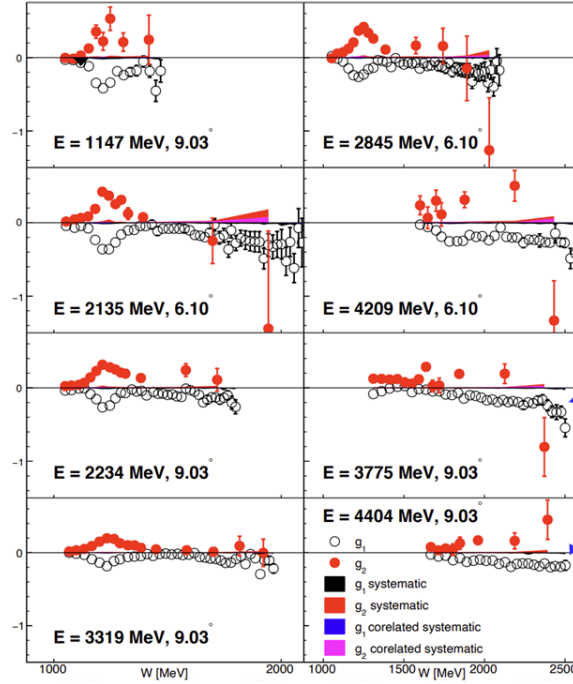 0
-1
E = 1147 MeV, 9.03°
E = 2845 MeV, 6.10°
0
-1
E = 2135 MeV, 6.10°
E = 4209 MeV, 6.10°
0
-1
E = 2234 MeV, 9.03°
E = 3775 MeV, 9.03°
0
-1
E = 3319 MeV, 9.03°
E = 4404 MeV, 9.03°
g₁
g₂
g₁ systematic
g₂ systematic
g₁ corelated systematic
g₂ corelated systematic
1000 W [MeV] 2000
1000 1500 W [MeV] 2000 2500